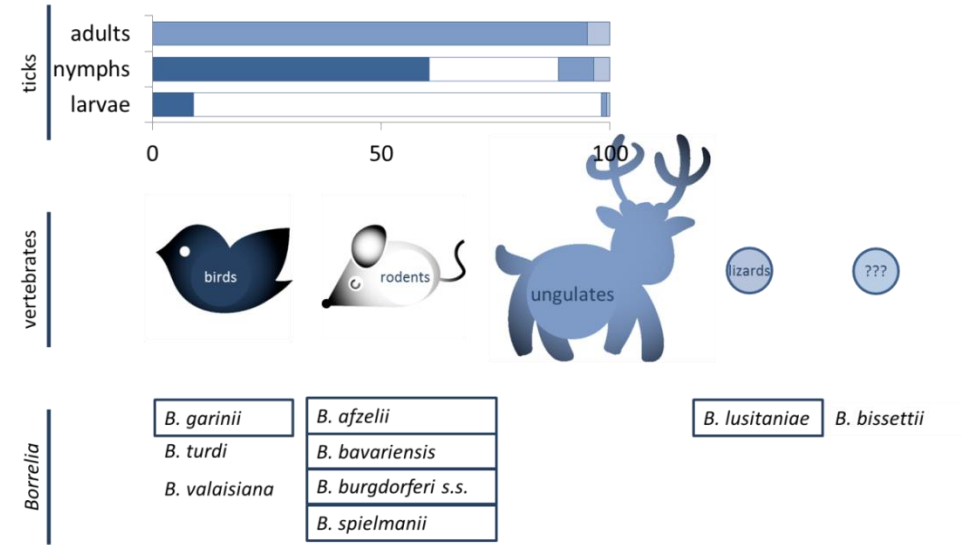 ticks
adults
nymphs
larvae
0 50 100
vertebrates
birds
rodents
ungulates
lizards
???
Borrelia
B. garinii
B. turdi
B. valaisiana
B. afzelii
B. bavariensis
B. burgdorferi s.s.
B. spielmanii
B. lusitaniae
B. bissettii